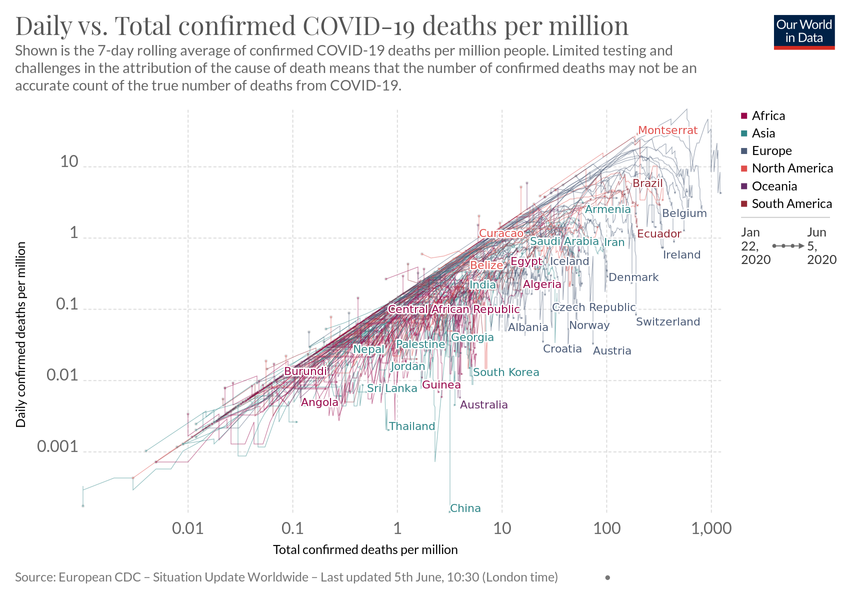 Daily vs. Total confirmed COVID-19 deaths per million
Our World
in Data
Shown is the 7-day rolling average of confirmed COVID-19 deaths per million people. Limited testing and
challenges in the attribution of the cause of death means that the number of confirmed deaths may not be an
accurate count of the true number of deaths from COVID-19.
Africa
Asia
Europe
North America
Oceania
South America
Jan
22,
2020
Jun
5,
2020
Daily confirmed deaths per million
10
1
0.1
0.01
0.001
Montserrat
Brazil
Armenia
Belgium
Curacao
Ecuador
Saudi Arabia
Iran
Ireland
Belize
Egypt
Iceland
Denmark
India
Algeria
Central African Republic
Czech Republic
Switzerland
Albania
Norway
Georgia
Palestine
Nepal
Croatia
Austria
Jordan
Burundi
South Korea
Sri Lanka
Guinea
Angola
Australia
Thailand
China
0.01
0.1
1
10
100
1,000
Total confirmed deaths per million
Source: European CDC – Situation Update Worldwide – Last updated 5th June, 10:30 (London time)